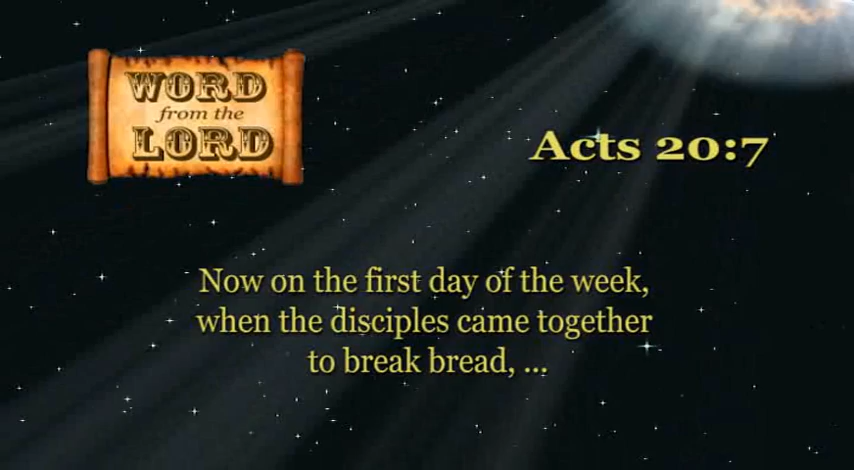 WORD
from the
LORD
Acts 20:7
Now on the first day of the week,
when the disciples came together
to break bread, ...